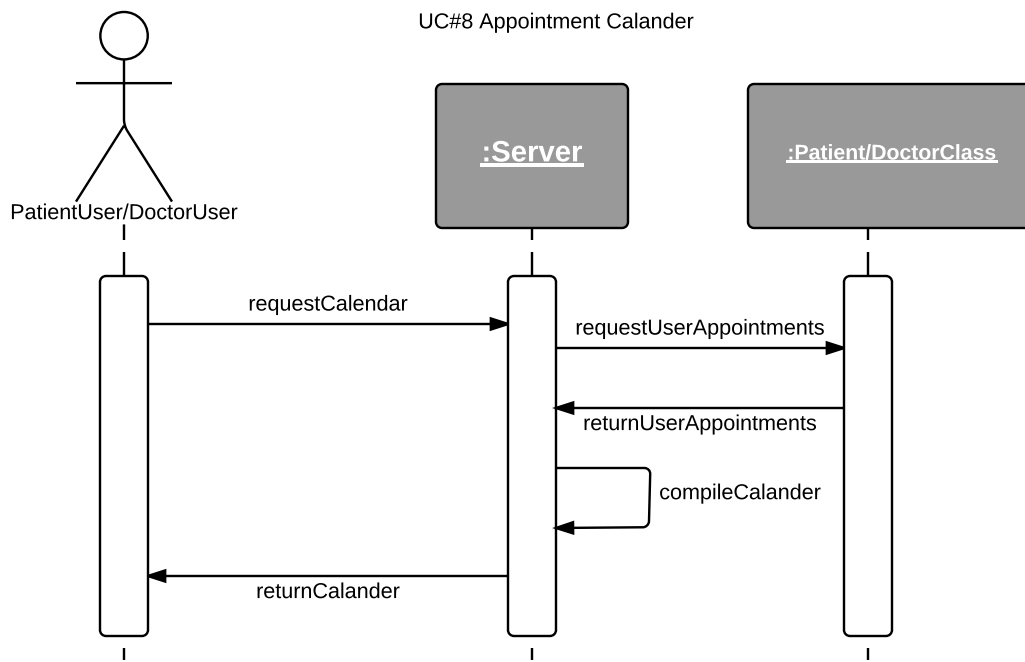 UC#8 Appointment Calander
:Server
:Patient/DoctorClass
PatientUser/DoctorUser
requestCalendar
requestUserAppointments
returnUserAppointments
compileCalander
returnCalander